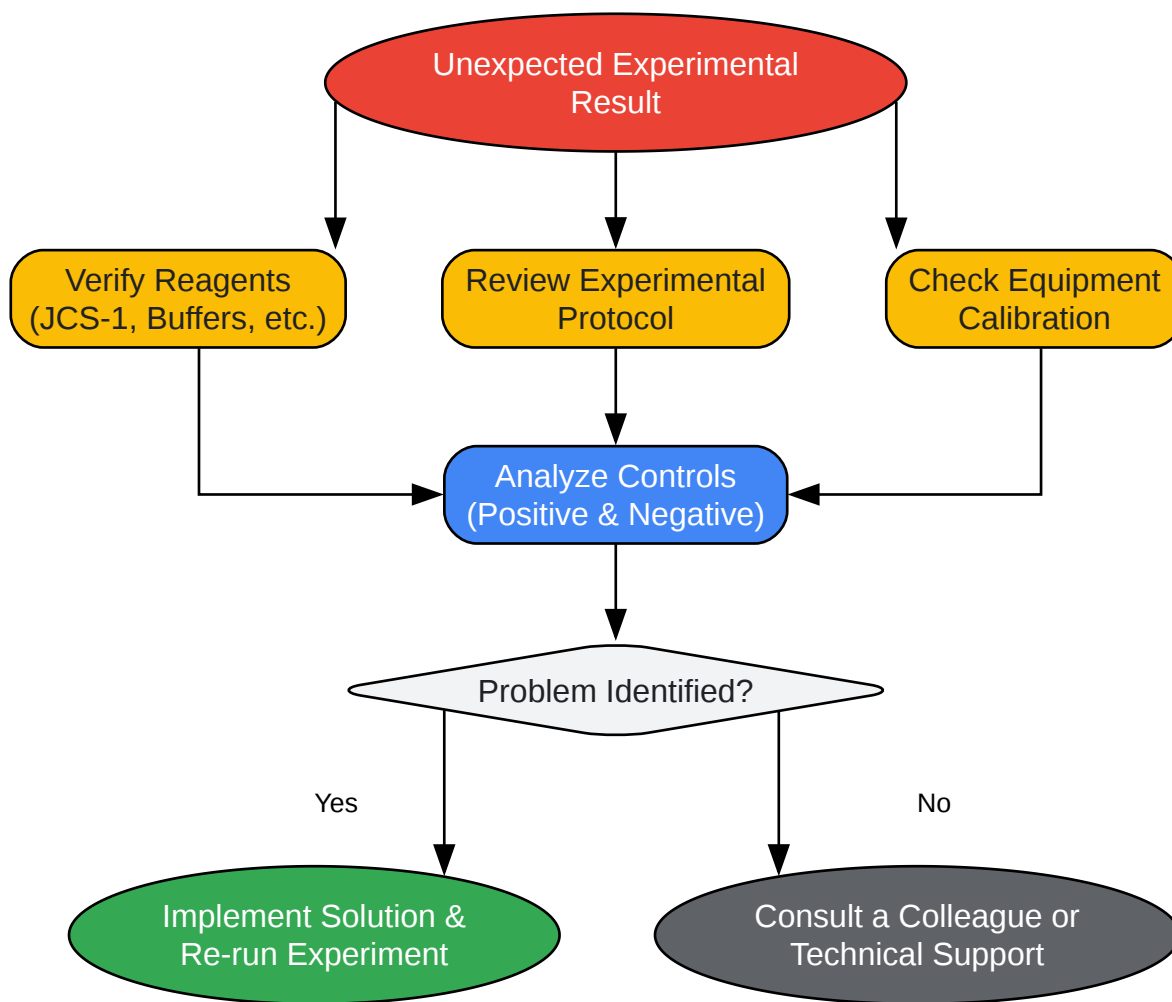 Unexpected Experimental
Result
Verify Reagents
(JCS-1, Buffers, etc.)
Review Experimental
Protocol
Check Equipment
Calibration
Analyze Controls
(Positive & Negative)
Problem Identified?
Yes
No
Implement Solution &
Re-run Experiment
Consult a Colleague or
Technical Support